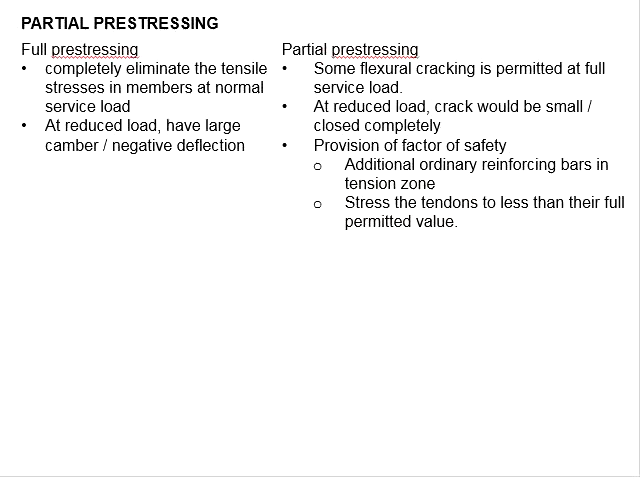 PARTIAL PRESTRESSING
Full prestressing
• completely eliminate the tensile
stresses in members at normal
service load
• At reduced load, have large
camber / negative deflection
Partial prestressing
• Some flexural cracking is permitted at full
service load.
• At reduced load, crack would be small /
closed completely
• Provision of factor of safety
o Additional ordinary reinforcing bars in
tension zone
o Stress the tendons to less than their full
permitted value.